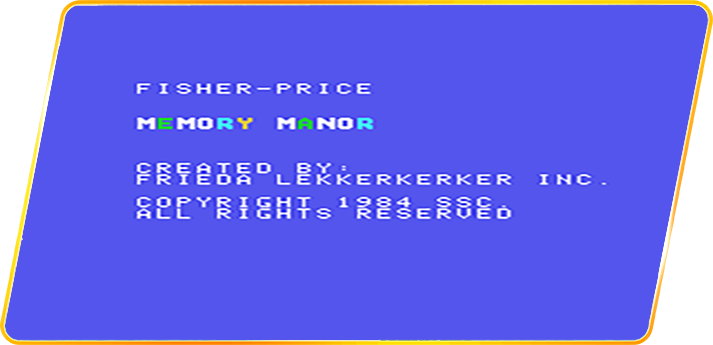 FISHER-PRICE
MEMORY MANOR
CREATED BY:
FRIEDA LEKKERKERKER INC.
COPYRIGHT 1984 SSC.
ALL RIGHTS RESERVED